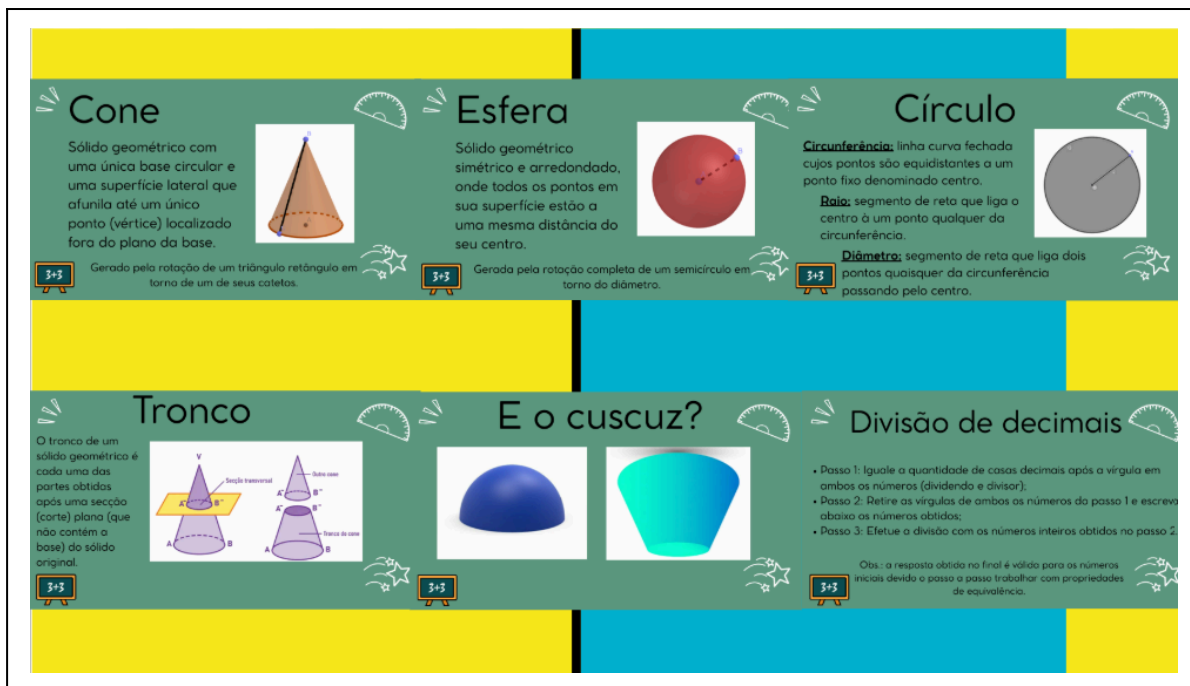 Cone
Sólido geométrico com
uma única base circular e
uma superfície lateral que
afunila até um único
ponto (vértice) localizado
fora do plano da base.
3+3
Gerado pela rotação de um triângulo retângulo em
torno de um de seus catetos.
Esfera
Sólido geométrico
simétrico e arredondado,
onde todos os pontos em
sua superfície estão a
uma mesma distância do
seu centro.
3+3
Gerada pela rotação completa de um semicírculo em
torno do diâmetro.
Círculo
Circunferência: linha curva fechada
cujos pontos são equidistantes a um
ponto fixo denominado centro.
Raio: segmento de reta que liga o
centro à um ponto qualquer da
circunferência.
3+3
Diâmetro: segmento de reta que liga dois
pontos quaisquer da circunferência
passando pelo centro.
Tronco
O tronco de um
sólido geométrico é
cada uma das
partes obtidas
após uma secção
(corte) plana (que
não contém a
base) do sólido
original.
V
Secção transversal
A
B
Outro cone
Tronco de cone
A
B
3+3
E o cuscuz?
3+3
Divisão de decimais
• Passo 1: Iguale a quantidade de casas decimais após a vírgula em
ambos os números (dividendo e divisor);
• Passo 2: Retire as vírgulas de ambos os números do passo 1 e escreva
abaixo os números obtidos;
• Passo 3: Efetue a divisão com os números inteiros obtidos no passo 2.
Obs.: a resposta obtida no final é válida para os números
iniciais devido o passo a passo trabalhar com propriedades
de equivalência.
3+3